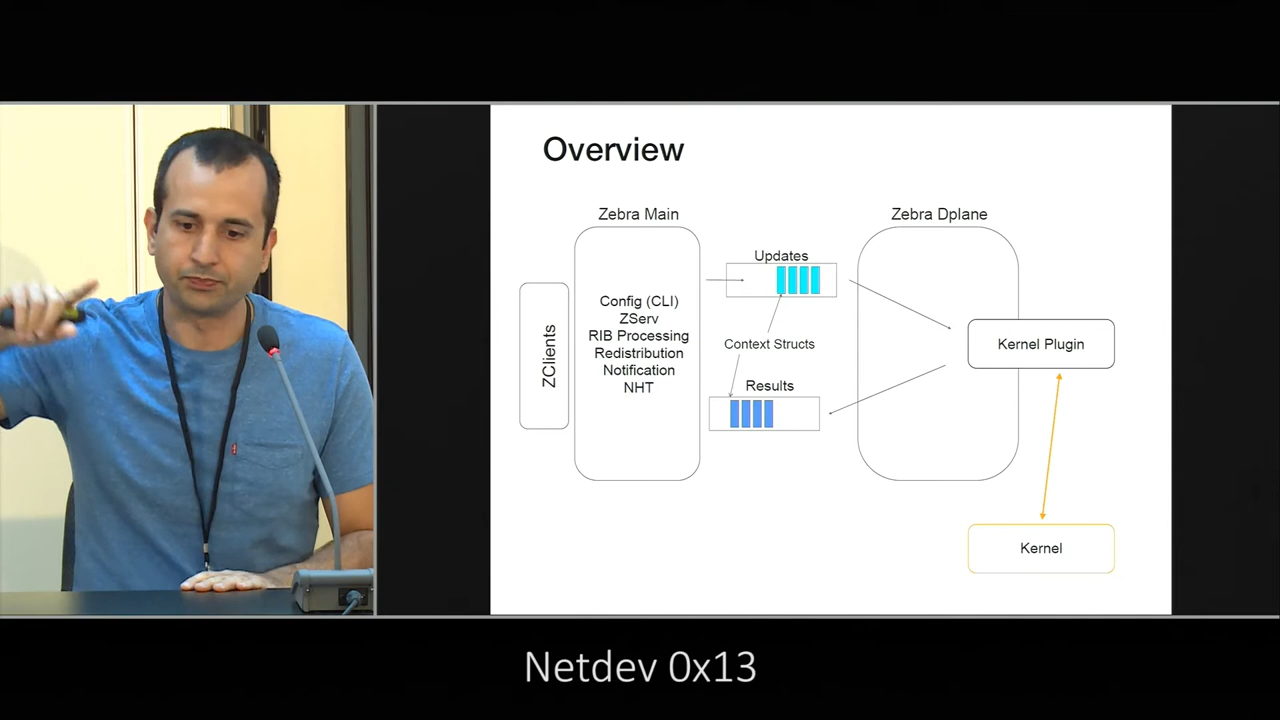 Overview
Zebra Main
Zebra Dplane
Updates
ZClients
Config (CLI)
ZServ
RIB Processing
Redistribution
Notification
NHT
Context Structs
Kernel Plugin
Results
Kernel
Netdev 0x13